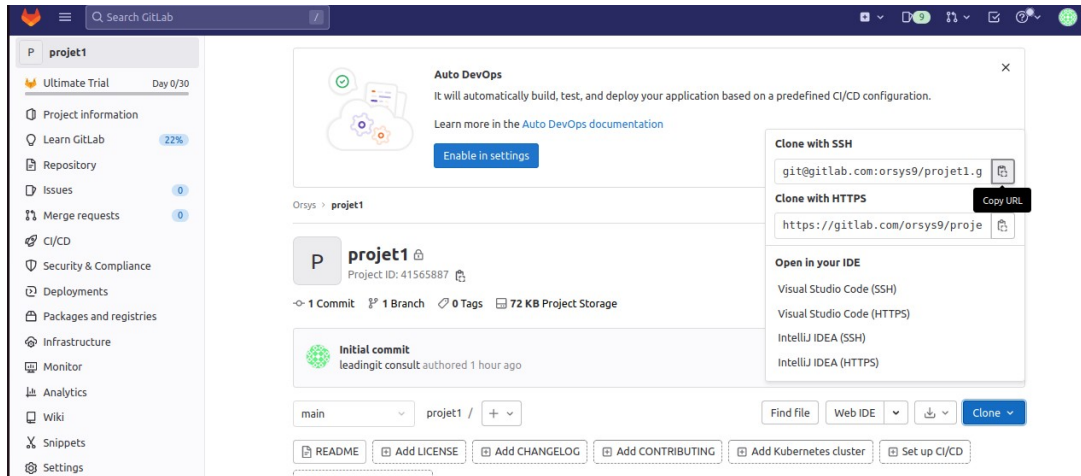 Search GitLab
/
9
P projet1
Ultimate Trial Day 0/30
Project information
Learn GitLab 22%
Repository
Issues 0
Merge requests 0
CI/CD
Security & Compliance
Deployments
Packages and registries
Infrastructure
Monitor
Analytics
Wiki
Snippets
Settings
Auto DevOps
It will automatically build, test, and deploy your application based on a predefined CI/CD configuration.
Learn more in the Auto DevOps documentation
Enable in settings
Orsys > projet1
P
projet1
Project ID: 41565887
1 Commit 1 Branch 0 Tags 72 KB Project Storage
Initial commit
leadingit consult authored 1 hour ago
Clone with SSH
git@gitlab.com:orsys9/projet1.g
Copy URL
Clone with HTTPS
https://gitlab.com/orsys9/proje
Open in your IDE
Visual Studio Code (SSH)
Visual Studio Code (HTTPS)
IntelliJ IDEA (SSH)
IntelliJ IDEA (HTTPS)
main projet1 / +
Find file Web IDE Clone
README Add LICENSE Add CHANGELOG Add CONTRIBUTING Add Kubernetes cluster Set up CI/CD